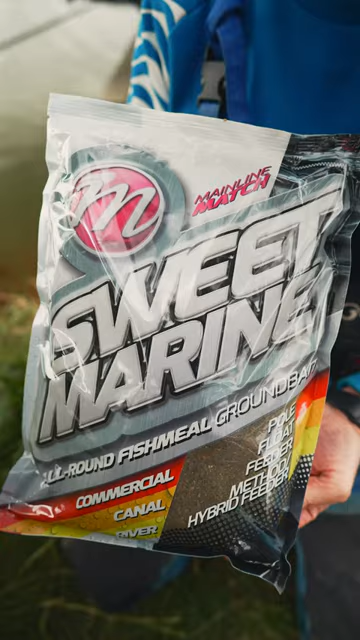 m
MAINLINE
MATCH
SWEET
MARINE
ALL-ROUND FISHMEAL GROUNDBAIT
COMMERCIAL
CANAL
RIVER
POLE
FLOAT
FEEDER
METHOD
HYBRID FEEDER